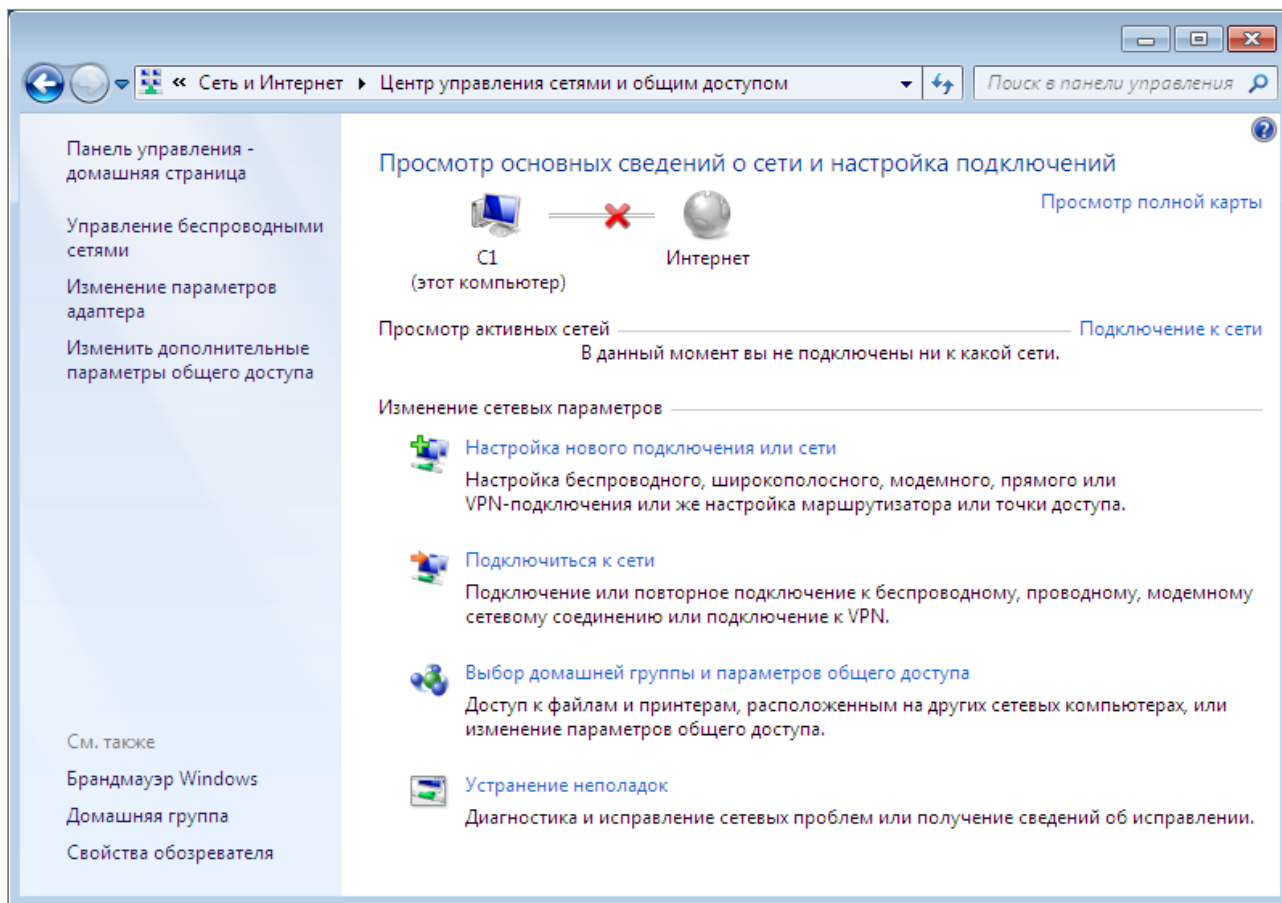 « Сеть и Интернет ▸ Центр управления сетями и общим доступом
Поиск в панели управления
Панель управления -
домашняя страница
Управление беспроводными
сетями
Изменение параметров
адаптера
Изменить дополнительные
параметры общего доступа
См. также
Брандмауэр Windows
Домашняя группа
Свойства обозревателя
Просмотр основных сведений о сети и настройка подключений
Просмотр полной карты
C1
(этот компьютер)
Интернет
Просмотр активных сетей
Подключение к сети
В данный момент вы не подключены ни к какой сети.
Изменение сетевых параметров
Настройка нового подключения или сети
Настройка беспроводного, широкополосного, модемного, прямого или
VPN-подключения или же настройка маршрутизатора или точки доступа.
Подключиться к сети
Подключение или повторное подключение к беспроводному, проводному, модемному
сетевому соединению или подключение к VPN.
Выбор домашней группы и параметров общего доступа
Доступ к файлам и принтерам, расположенным на других сетевых компьютерах, или
изменение параметров общего доступа.
Устранение неполадок
Диагностика и исправление сетевых проблем или получение сведений об исправлении.